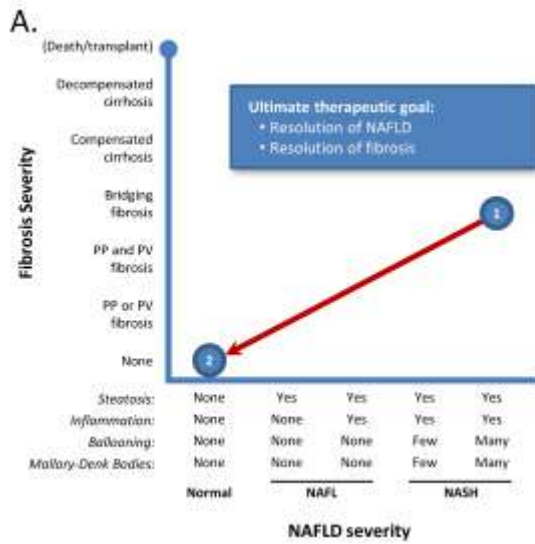 A.
(Death/transplant)
Decompensated
cirrhosis
Compensated
cirrhosis
Bridging
fibrosis
PP and PV
fibrosis
PP or PV
fibrosis
None
Fibrosis Severity
Ultimate therapeutic goal:
• Resolution of NAFLD
• Resolution of fibrosis
1
2
Steatosis: None Yes Yes Yes Yes
Inflammation: None None Yes Yes Yes
Ballooning: None None None Few Many
Mallory-Denk Bodies: None None None Few Many
Normal NAFL NASH
NAFLD severity